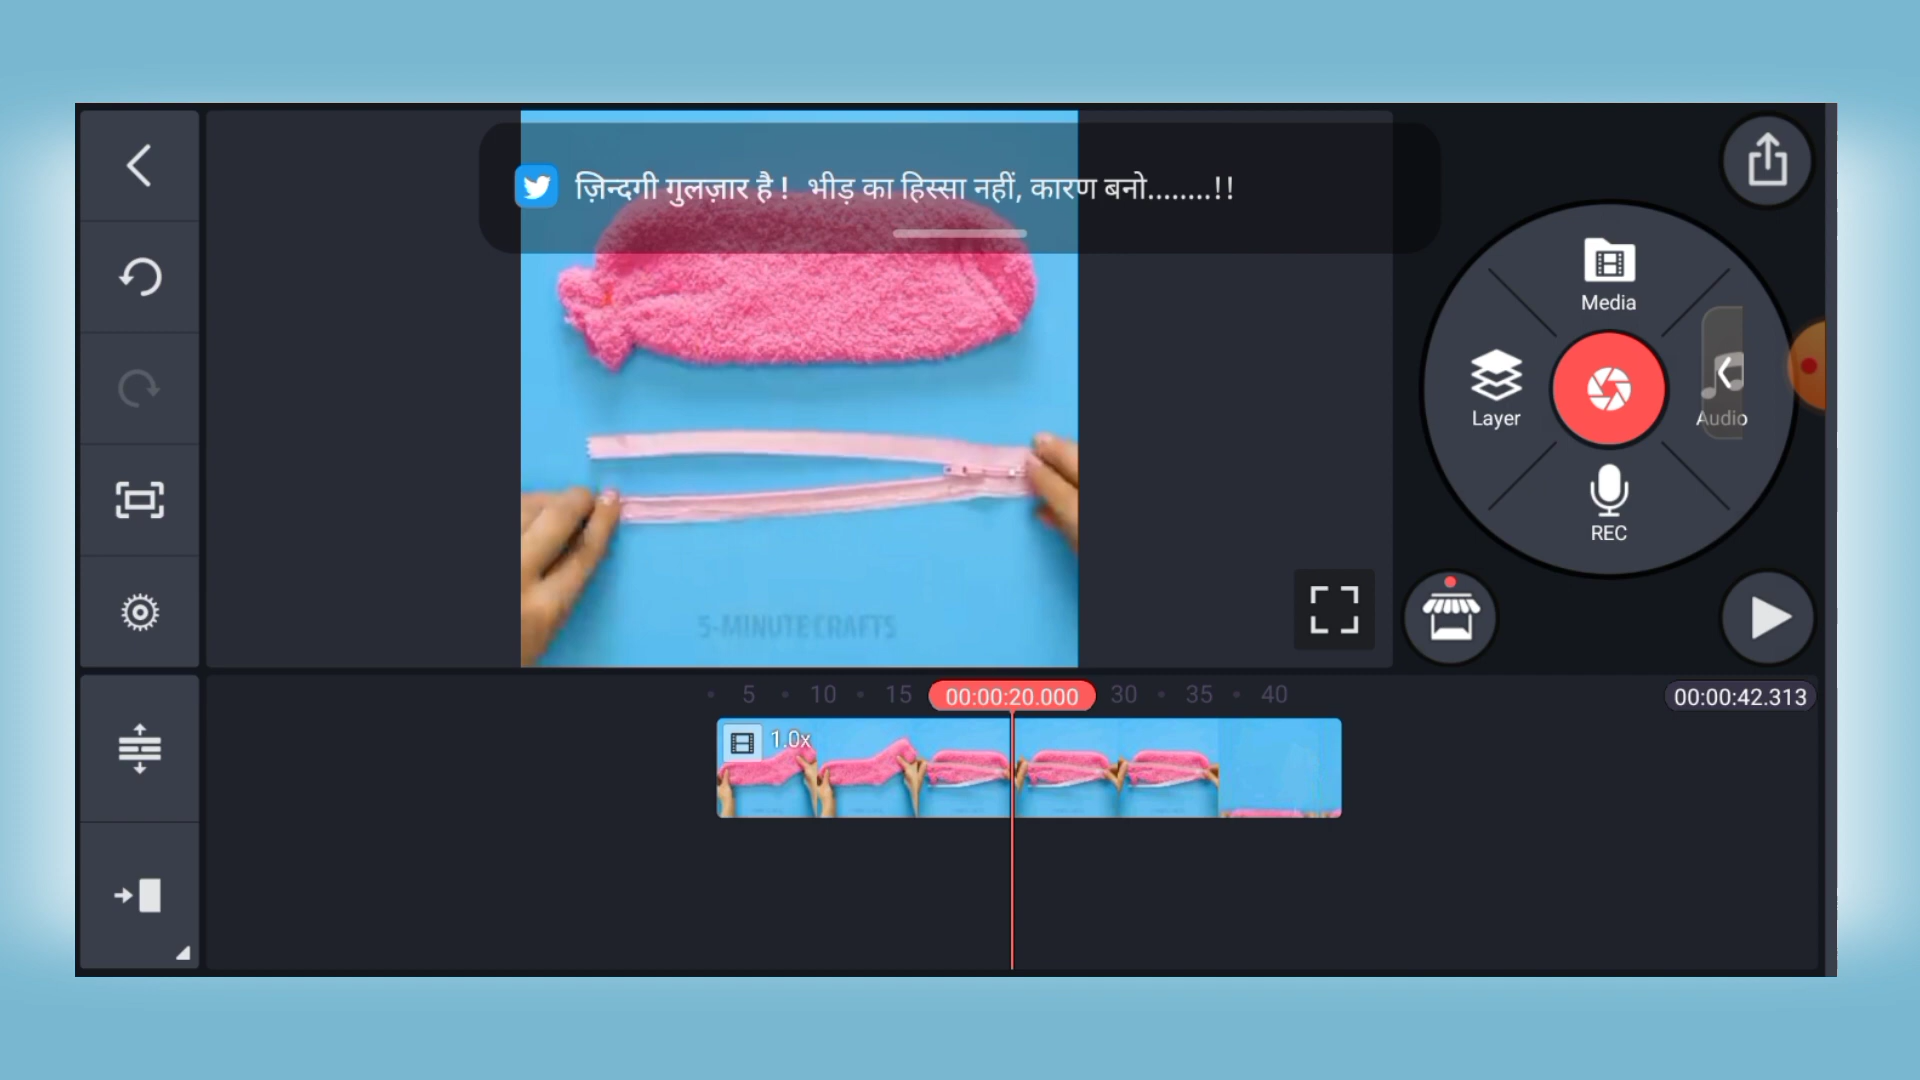 ज़िन्दगी गुलज़ार है ! भीड़ का हिस्सा नहीं, कारण बनो........!!
Media
Layer
Audio
REC
5-MINUTE CRAFTS
5 10 15 00:00:20.000 30 35 40
00:00:42.313
1.0x